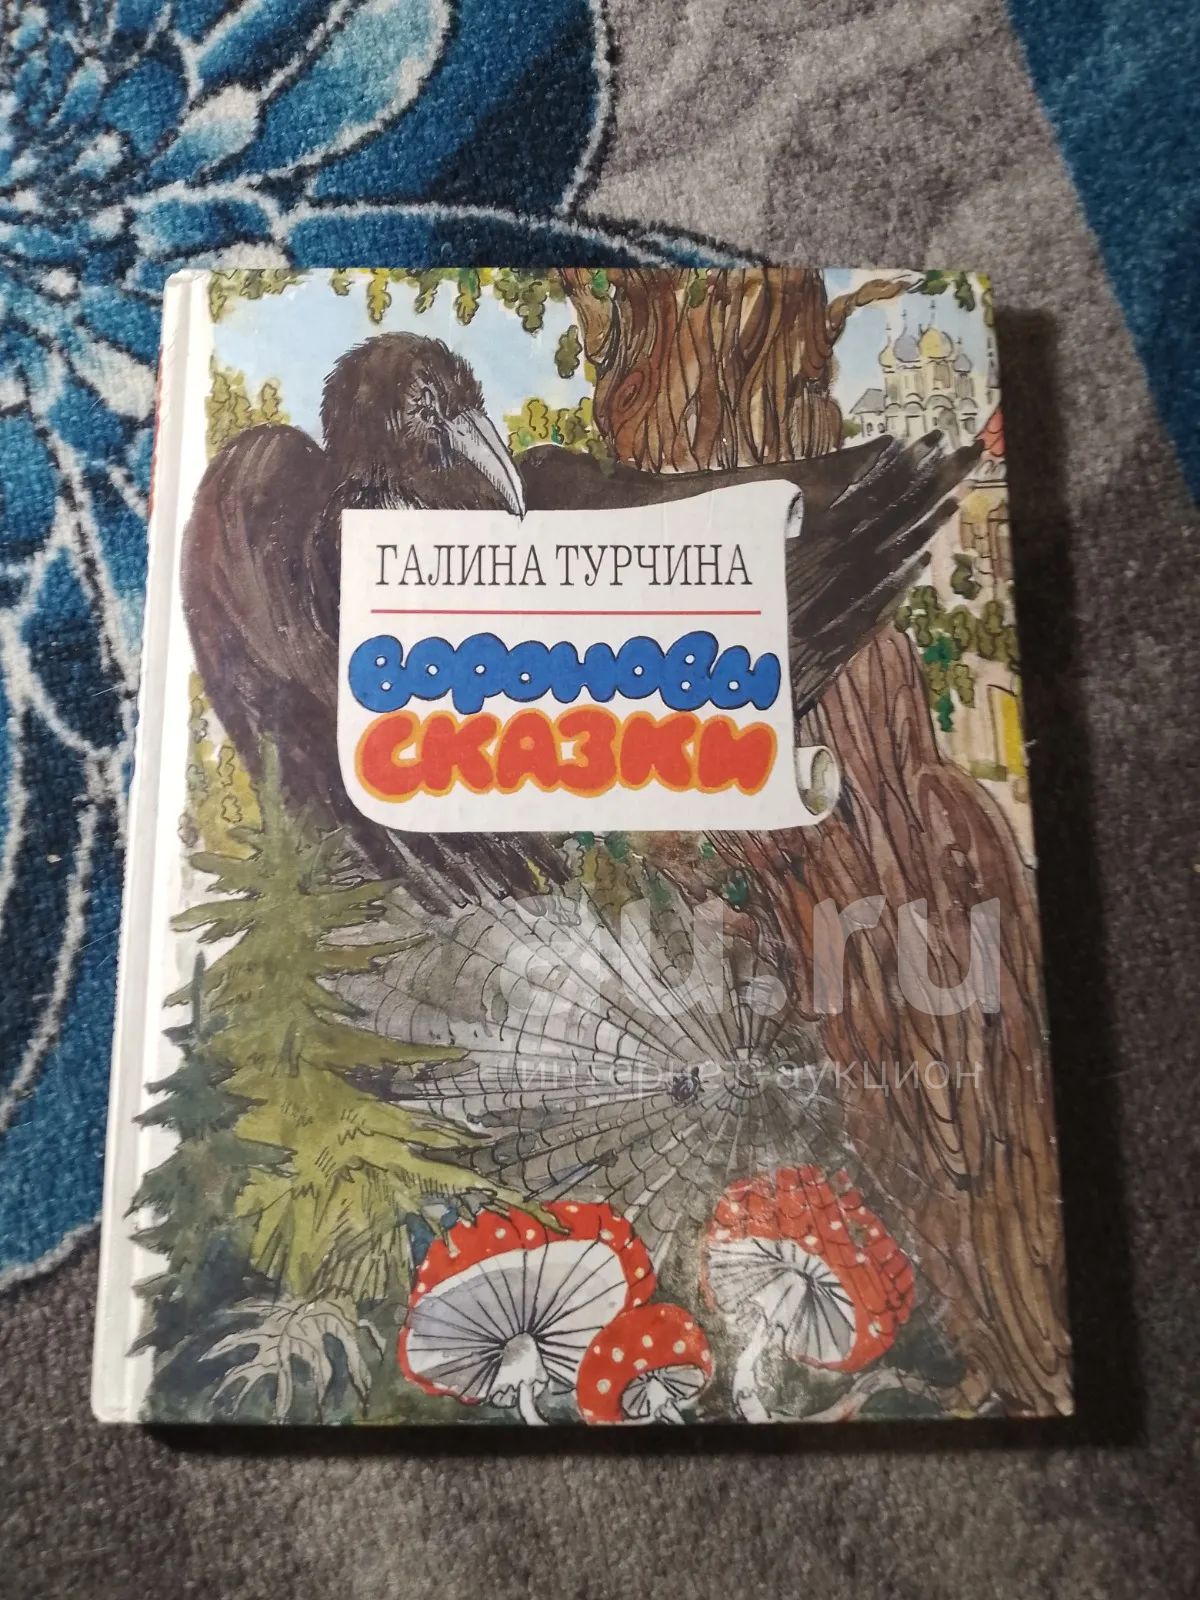 ГАЛИНА ТУРЧИНА
ВОРОНОВЫ
СКАЗКИ
au.ru
интернет-аукцион